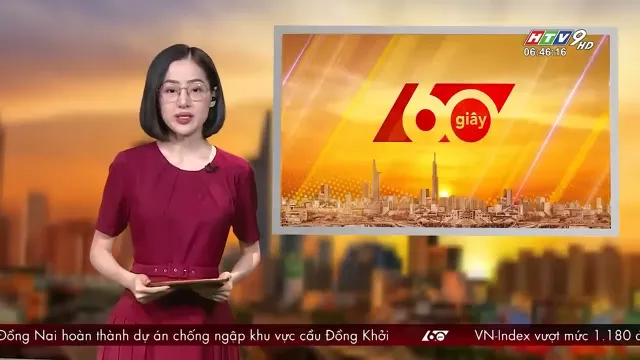 HTV9 HD
06:46:16
60 giây
Đồng Nai hoàn thành dự án chống ngập khu vực cầu Đồng Khởi 60 VN-Index vượt mức 1.180